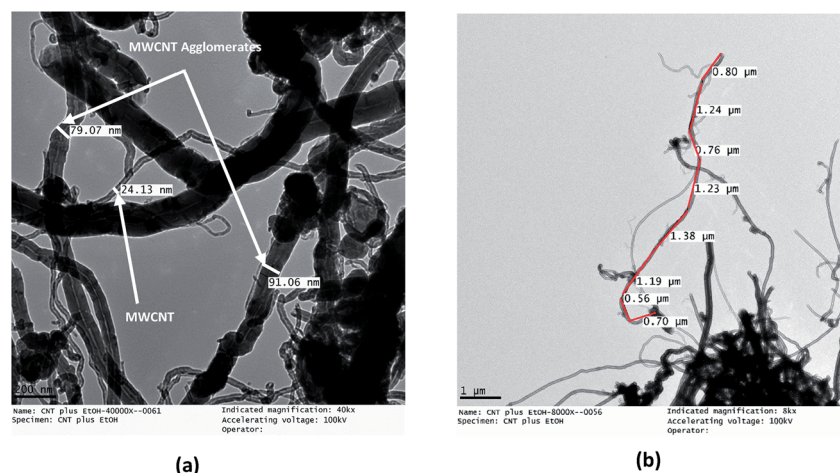 MWCNT Agglomerates
79.07 nm
24.13 nm
91.06 nm
MWCNT
200 nm
Name: CNT plus EtOH-40000X--0061
Specimen: CNT plus EtOH
Indicated magnification: 40kx
Accelerating voltage: 100kV
Operator:
(a)
0.80 µm
1.24 µm
0.76 µm
1.23 µm
1.38 µm
1.19 µm
0.56 µm
0.70 µm
1 µm
Name: CNT plus EtOH-8000X--0056
Specimen: CNT plus EtOH
Indicated magnification: 8kx
Accelerating voltage: 100kV
Operator:
(b)